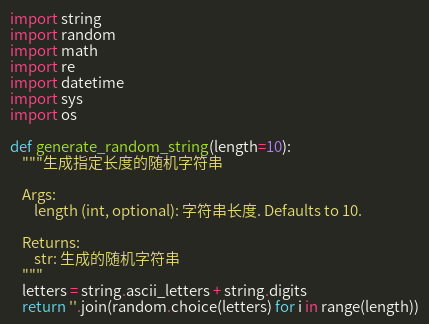 import string
import random
import math
import re
import datetime
import sys
import os

def generate_random_string(length=10):
    """生成指定长度的随机字符串

    Args:
        length (int, optional): 字符串长度. Defaults to 10.

    Returns:
        str: 生成的随机字符串
    """
    letters = string.ascii_letters + string.digits
    return ''.join(random.choice(letters) for i in range(length))